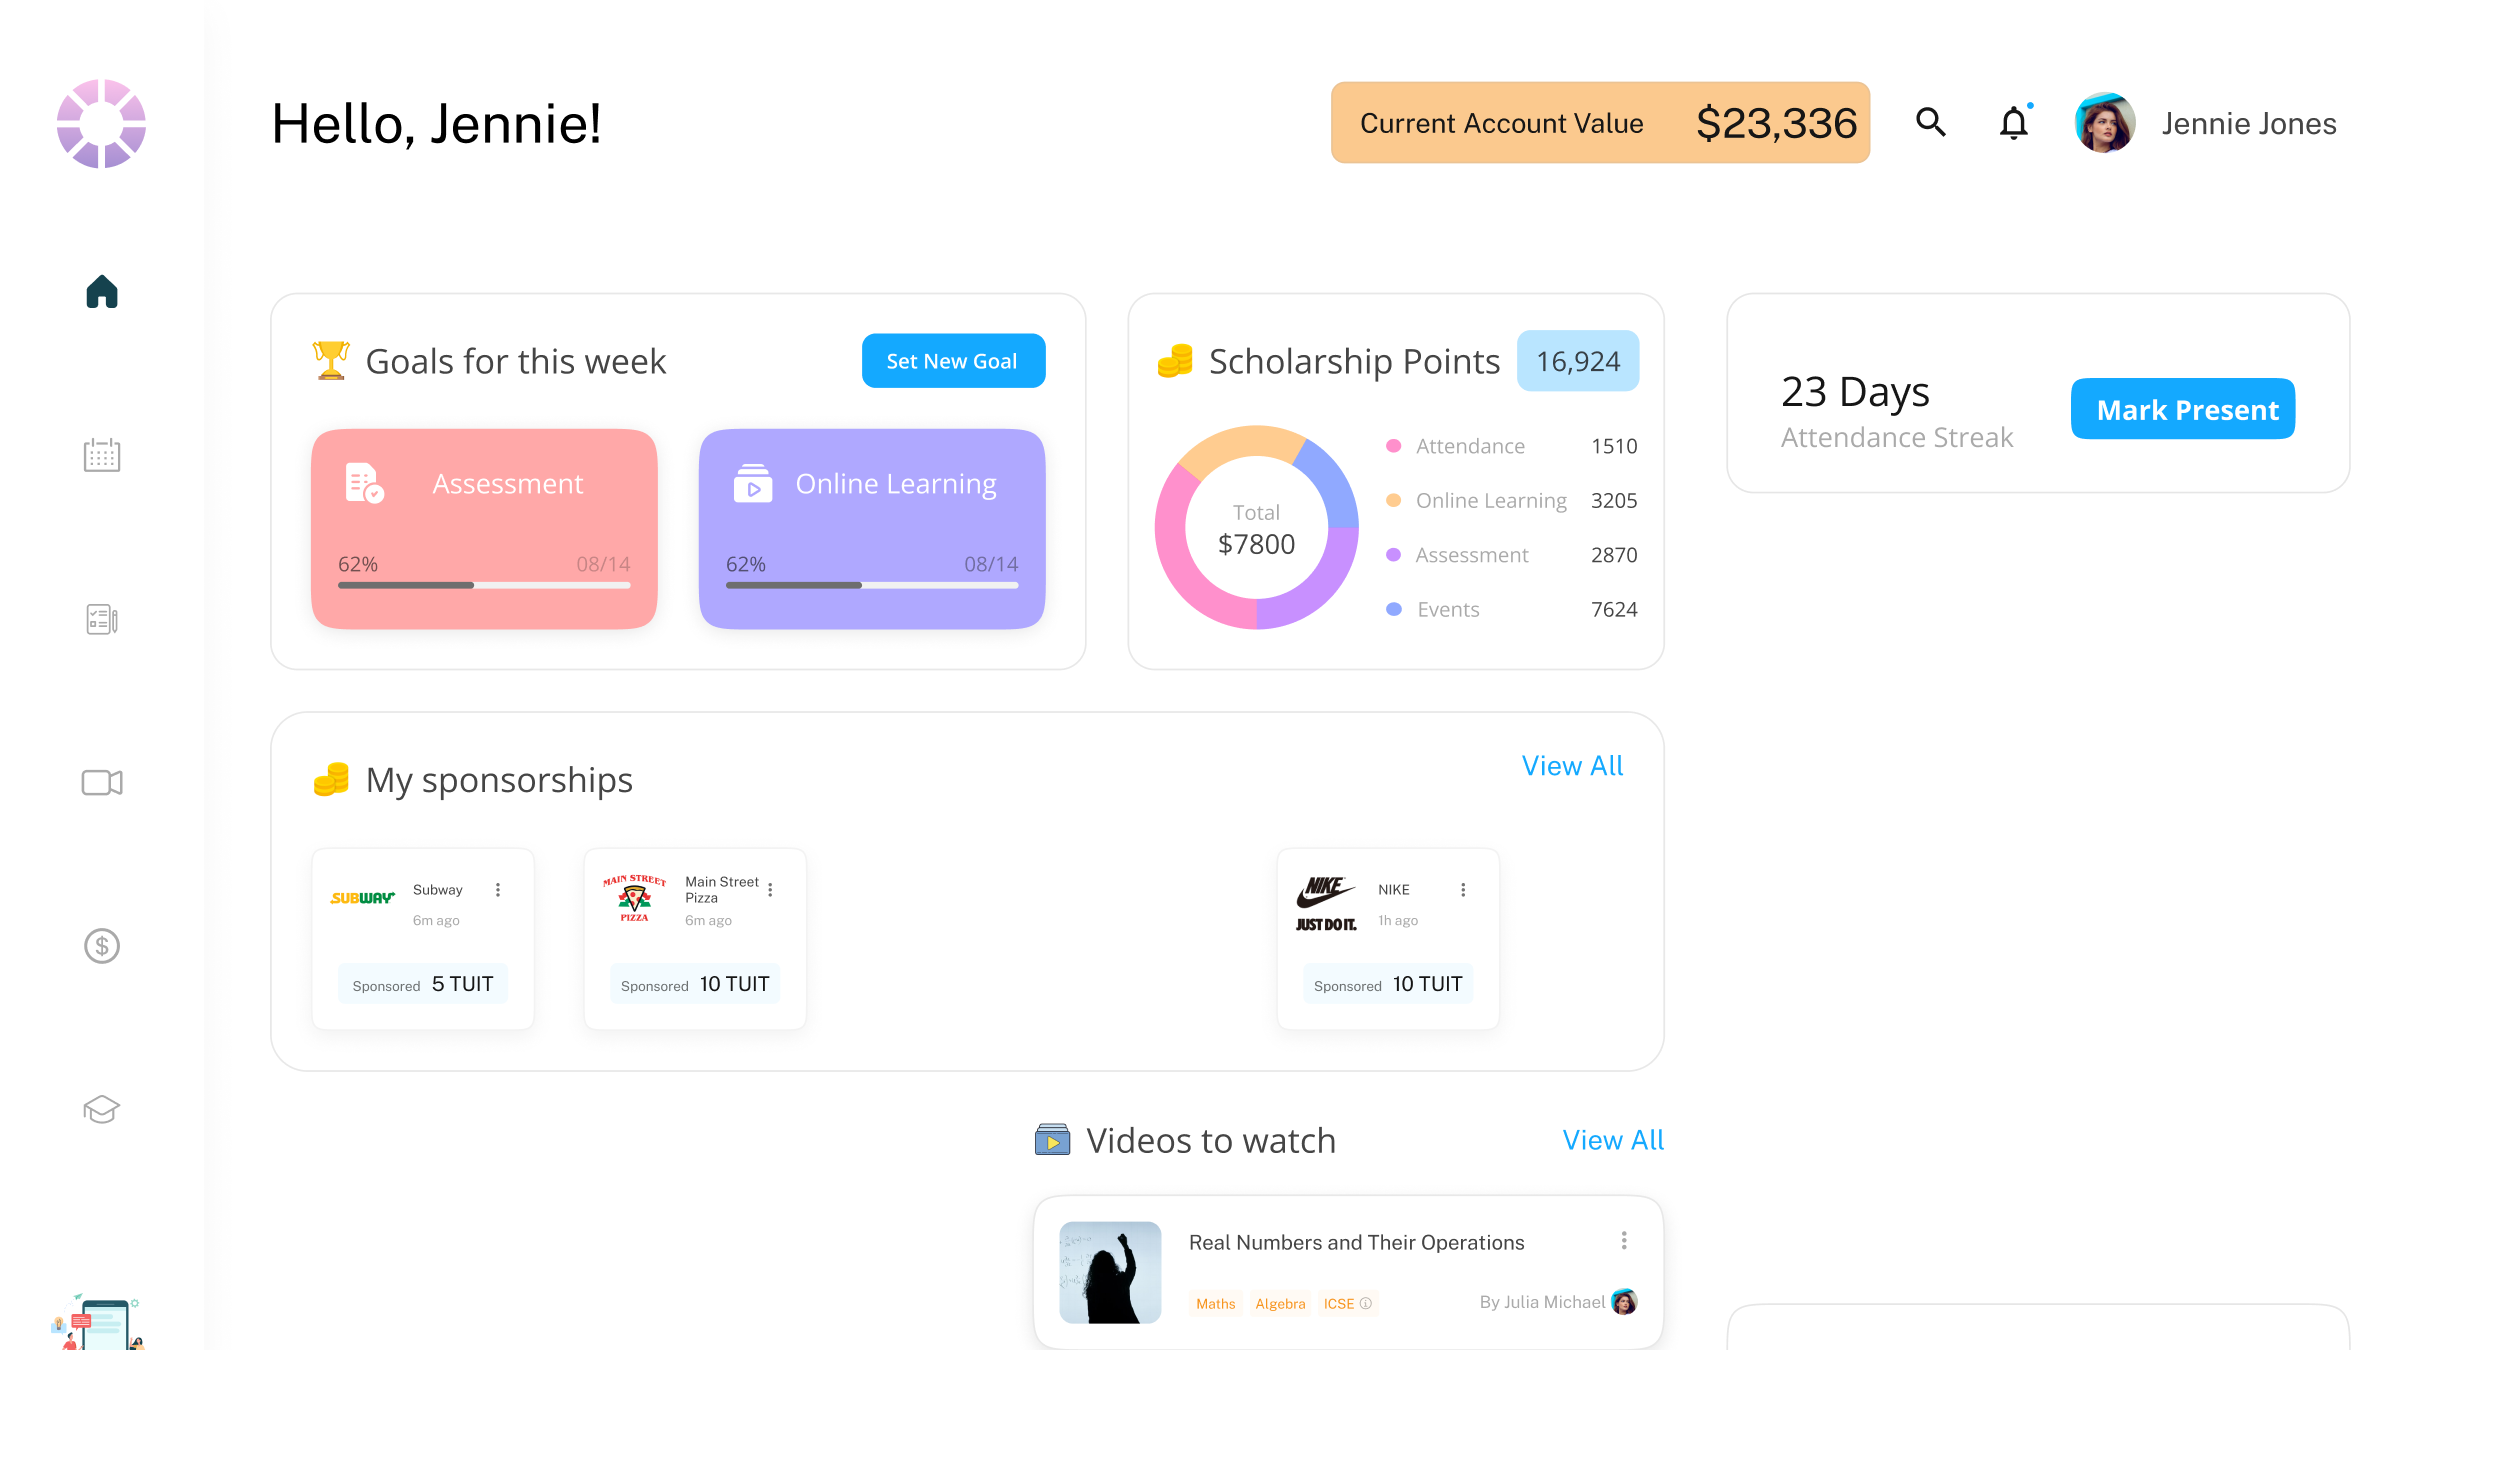 Hello, Jennie!
Current Account Value $23,336
Jennie Jones
Goals for this week
Set New Goal
Assessment
62% 08/14
Online Learning
62% 08/14
Scholarship Points 16,924
Total
$7800
Attendance 1510
Online Learning 3205
Assessment 2870
Events 7624
23 Days
Attendance Streak
Mark Present
My sponsorships
View All
SUBWAY
Subway
6m ago
Sponsored 5 TUIT
MAIN STREET
PIZZA
Main Street
Pizza
6m ago
Sponsored 10 TUIT
NIKE
JUST DO IT.
NIKE
1h ago
Sponsored 10 TUIT
Videos to watch
View All
Real Numbers and Their Operations
Maths Algebra ICSE
By Julia Michael